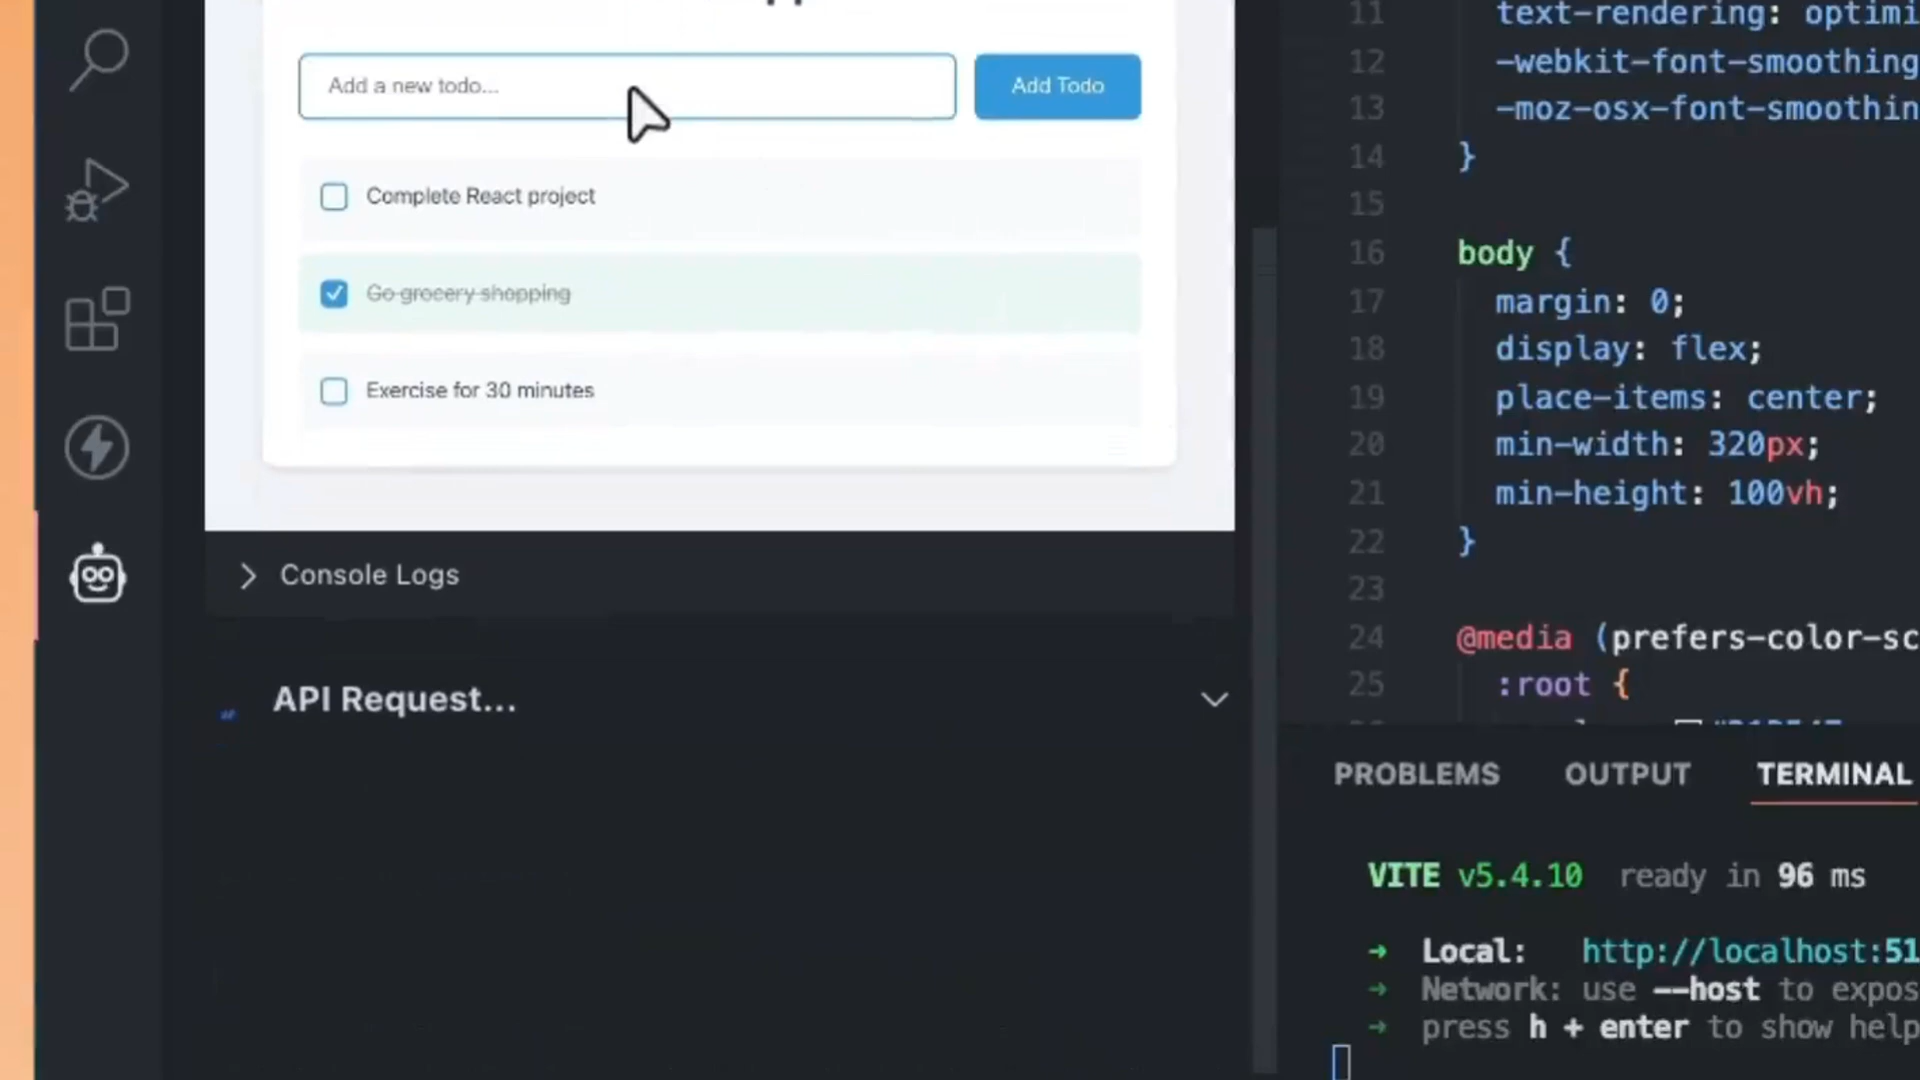 Add a new todo...
Add Todo
Complete React project
Go grocery shopping
Exercise for 30 minutes
Console Logs
API Request...
11 text-rendering: optimi
12 -webkit-font-smoothing
13 -moz-osx-font-smoothin
14 }
15
16 body {
17 margin: 0;
18 display: flex;
19 place-items: center;
20 min-width: 320px;
21 min-height: 100vh;
22 }
23
24 @media (prefers-color-sc
25 :root {
PROBLEMS OUTPUT TERMINAL
VITE v5.4.10 ready in 96 ms
➜ Local: http://localhost:51
➜ Network: use --host to expos
➜ press h + enter to show help